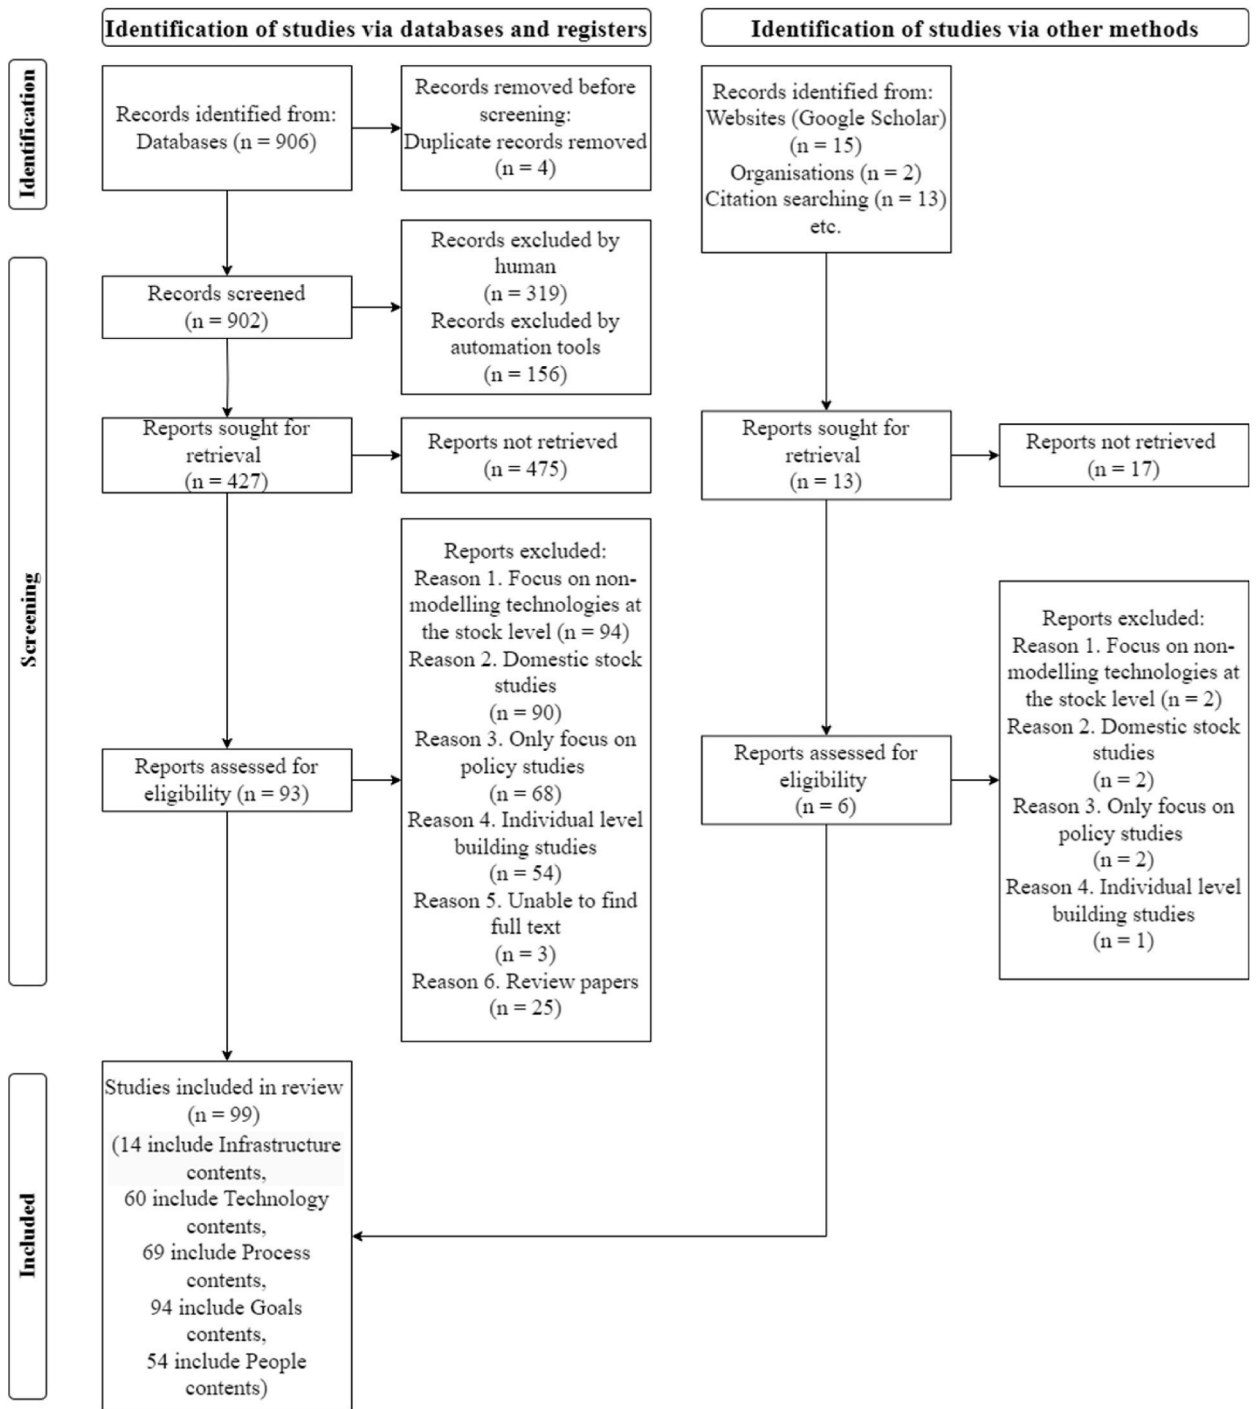 Identification of studies via databases and registers
Identification of studies via other methods
Identification
Records identified from:
Databases (n = 906)
Records removed before
screening:
Duplicate records removed
(n = 4)
Records identified from:
Websites (Google Scholar)
(n = 15)
Organisations (n = 2)
Citation searching (n = 13)
etc.
Screening
Records screened
(n = 902)
Records excluded by
human
(n = 319)
Records excluded by
automation tools
(n = 156)
Reports sought for
retrieval
(n = 427)
Reports not retrieved
(n = 475)
Reports sought for
retrieval
(n = 13)
Reports not retrieved
(n = 17)
Reports assessed for
eligibility (n = 93)
Reports excluded:
Reason 1. Focus on non-
modelling technologies at
the stock level (n = 94)
Reason 2. Domestic stock
studies
(n = 90)
Reason 3. Only focus on
policy studies
(n = 68)
Reason 4. Individual level
building studies
(n = 54)
Reason 5. Unable to find
full text
(n = 3)
Reason 6. Review papers
(n = 25)
Reports assessed for
eligibility
(n = 6)
Reports excluded:
Reason 1. Focus on non-
modelling technologies at
the stock level (n = 2)
Reason 2. Domestic stock
studies
(n = 2)
Reason 3. Only focus on
policy studies
(n = 2)
Reason 4. Individual level
building studies
(n = 1)
Included
Studies included in review
(n = 99)
(14 include Infrastructure
contents,
60 include Technology
contents,
69 include Process
contents,
94 include Goals
contents,
54 include People
contents)